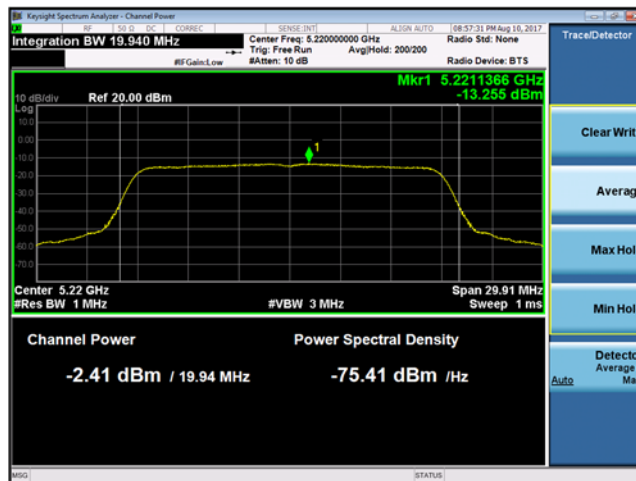 Keysight Spectrum Analyzer - Channel Power
RF 50 Ω DC CORREC SENSE:INT ALIGN AUTO 08:57:31 PM Aug 10, 2017
Integration BW 19.940 MHz Center Freq: 5.220000000 GHz Radio Std: None
Trig: Free Run Avg|Hold: 200/200
#IFGain:Low #Atten: 10 dB Radio Device: BTS
Trace/Detector
Mkr1 5.2211366 GHz
-13.255 dBm
10 dB/div Ref 20.00 dBm
Log
10.0
0.00
-10.0
-20.0
-30.0
-40.0
-50.0
-60.0
-70.0
1
Center 5.22 GHz Span 29.91 MHz
#Res BW 1 MHz #VBW 3 MHz Sweep 1 ms
Channel Power Power Spectral Density
-2.41 dBm / 19.94 MHz -75.41 dBm /Hz
Clear Writ
Averag
Max Hol
Min Hol
Detecto
Average
Auto Ma
MSG STATUS